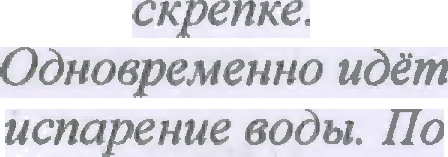 скрепке.
Одновременно идёт
испарение воды. По